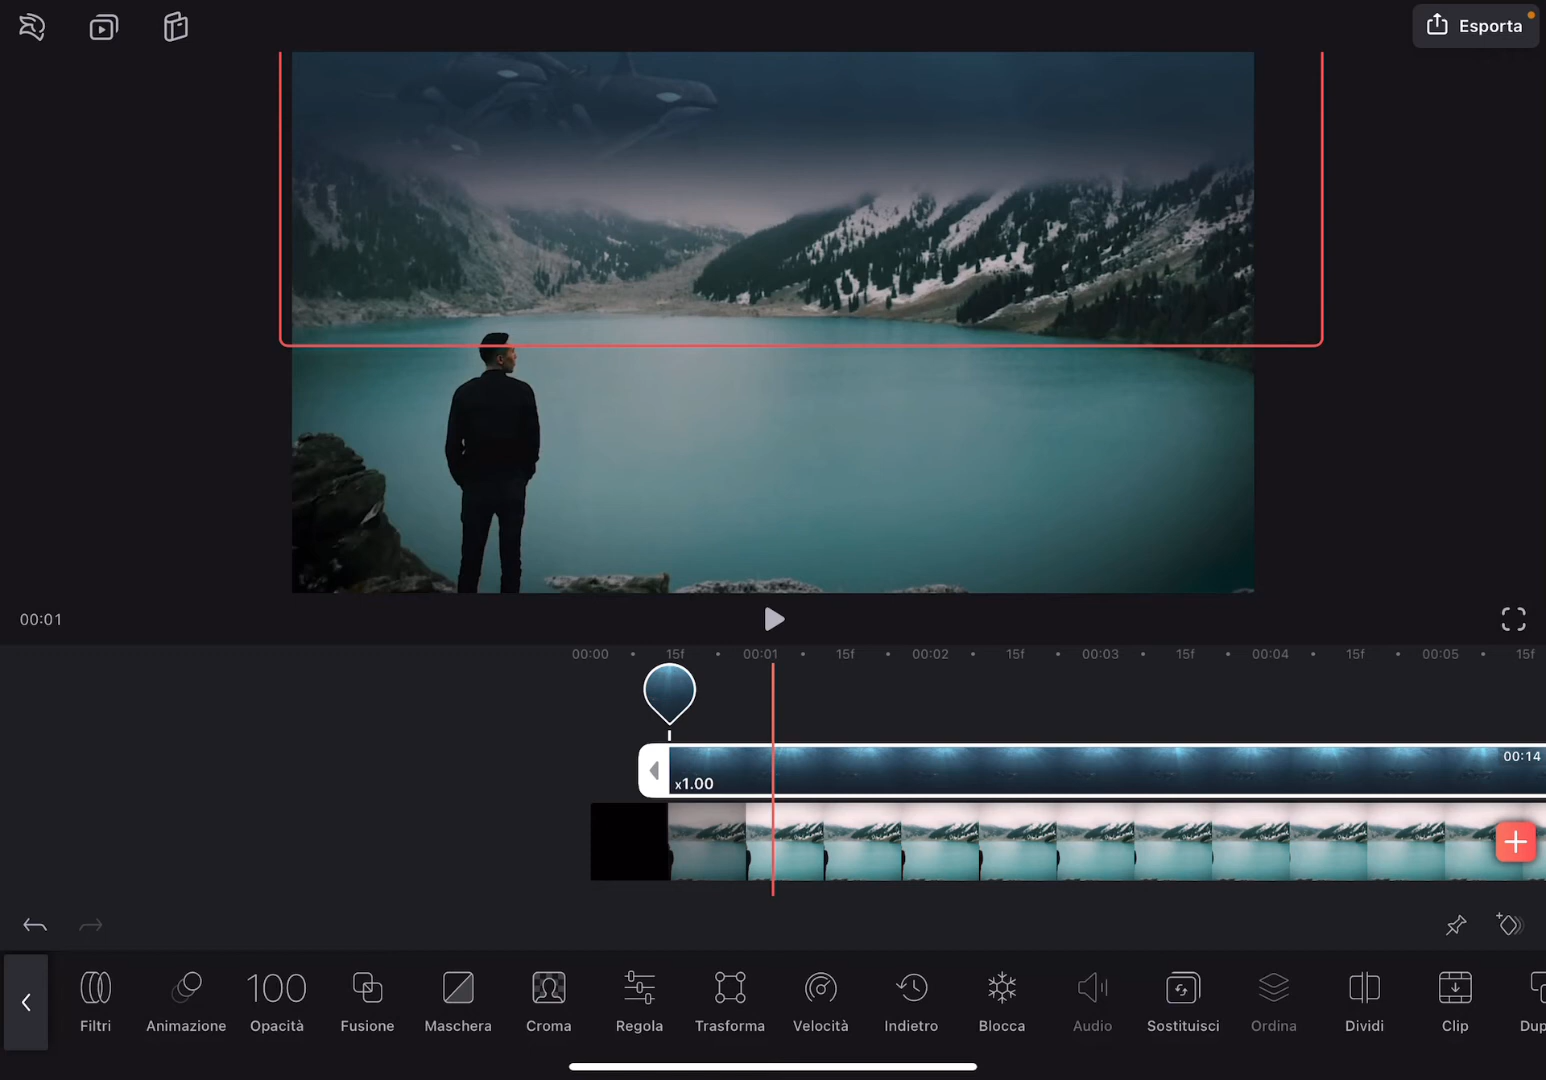 Esporta
00:01
00:00 15f 00:01 15f 00:02 15f 00:03 15f 00:04 15f 00:05 15f
00:14
x1.00
100
Filtri Animazione Opacità Fusione Maschera Croma Regola Trasforma Velocità Indietro Blocca Audio Sostituisci Ordina Dividi Clip Dup